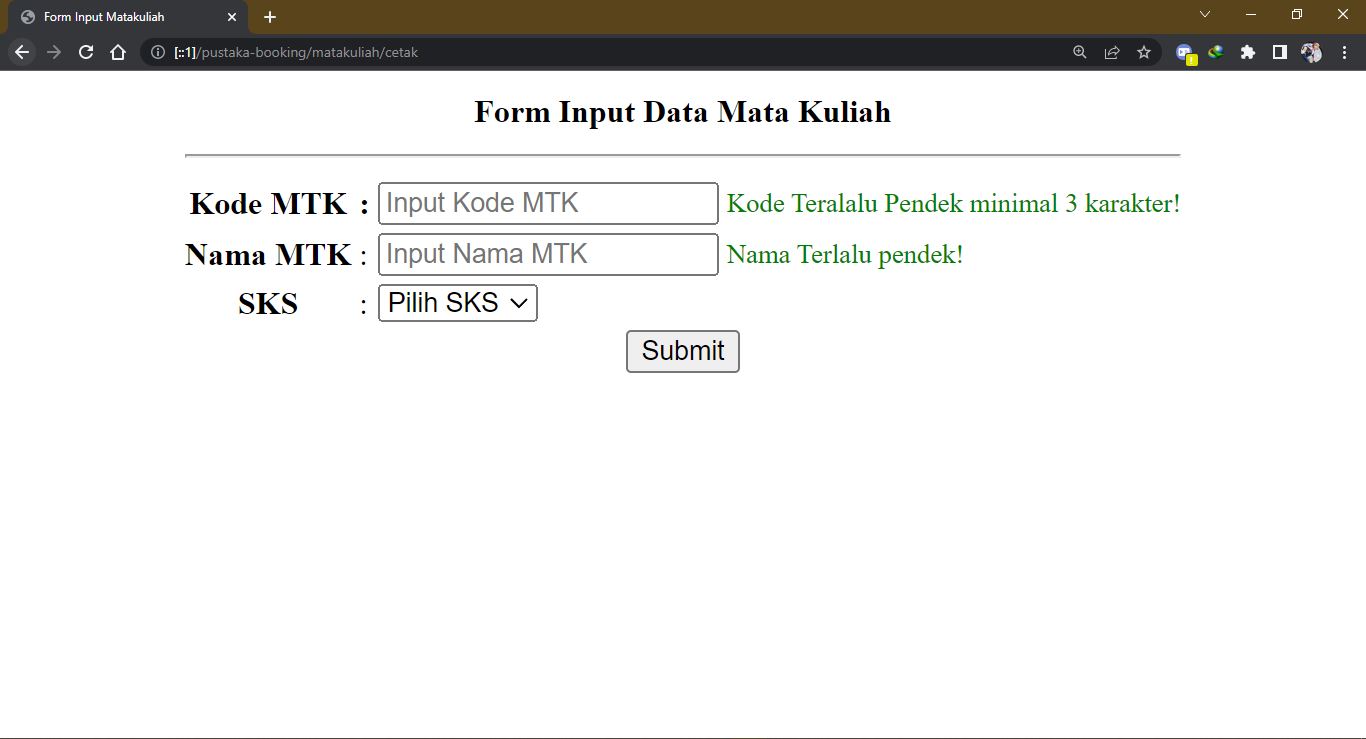 Form Input Matakuliah
[::1]/pustaka-booking/matakuliah/cetak
Form Input Data Mata Kuliah
Kode MTK : Input Kode MTK Kode Teralalu Pendek minimal 3 karakter!
Nama MTK : Input Nama MTK Nama Terlalu pendek!
SKS : Pilih SKS
Submit